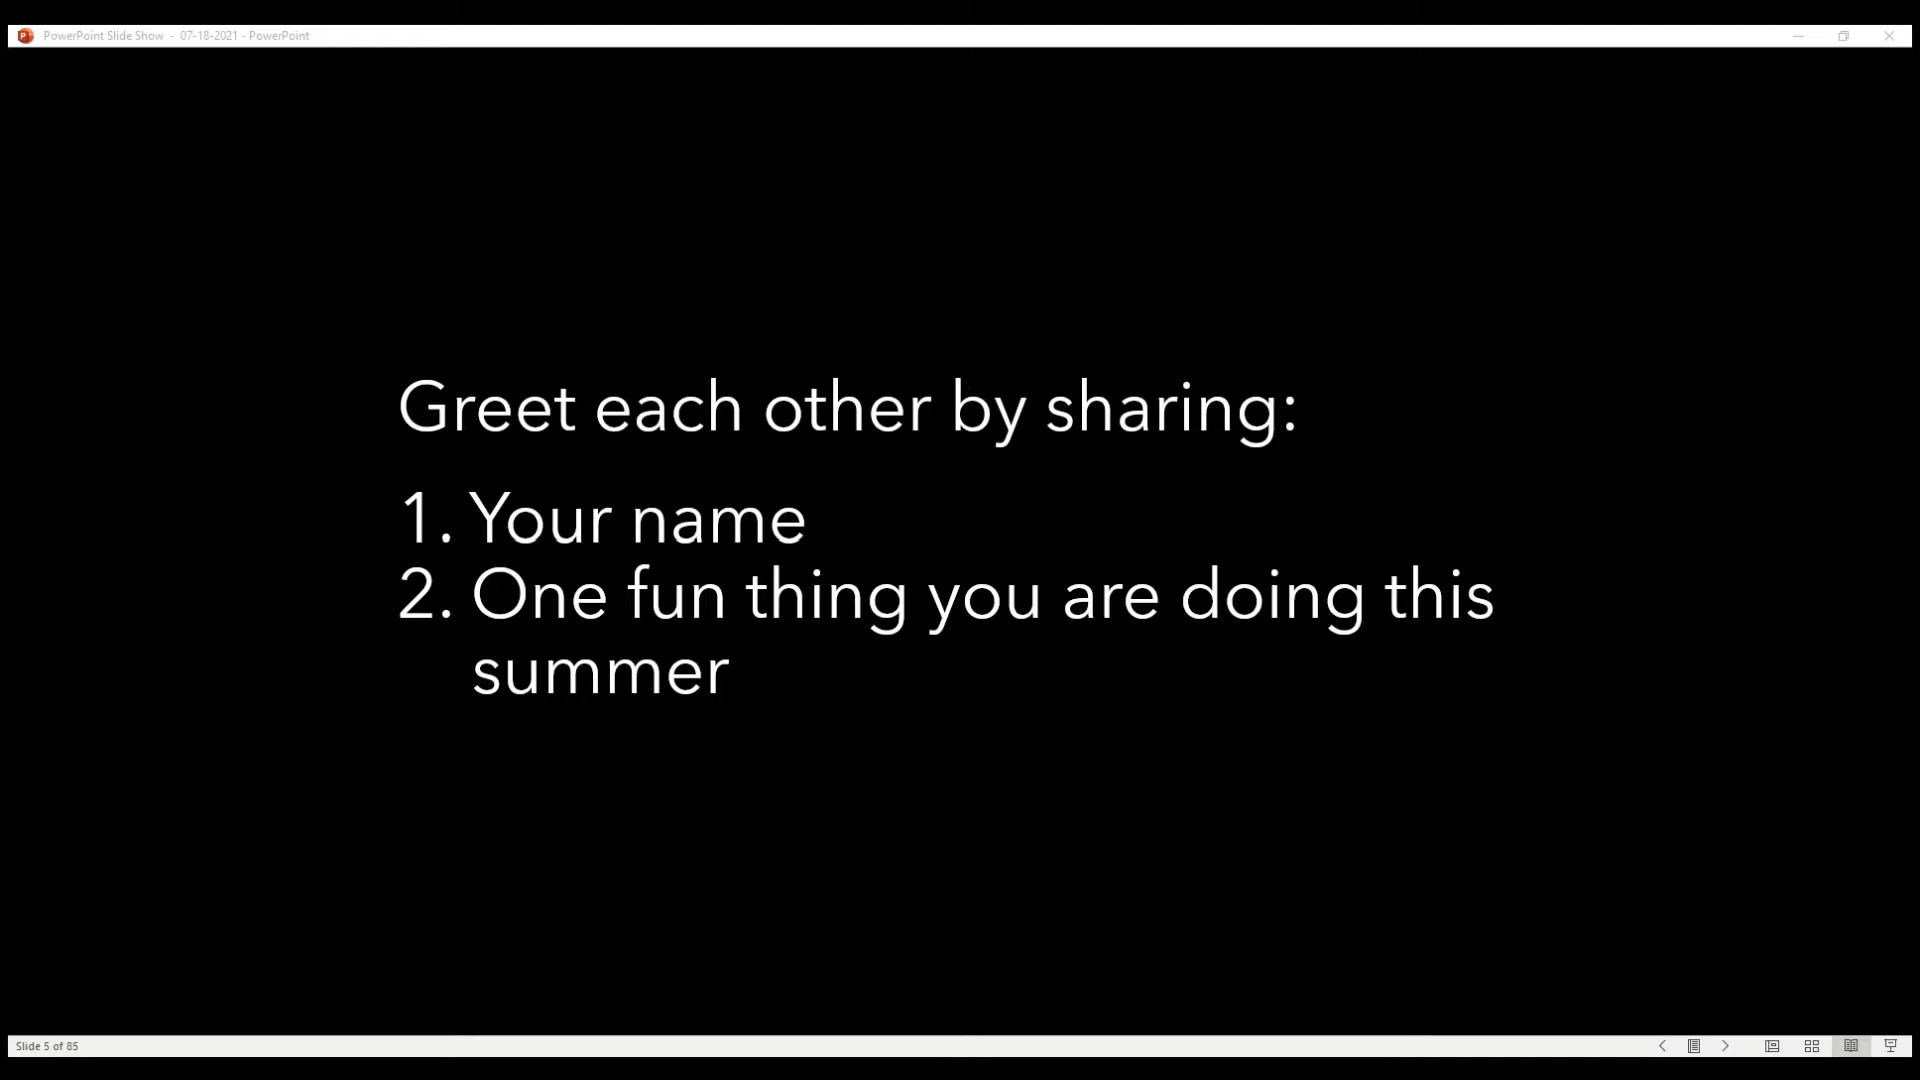 PowerPoint Slide Show - 07-18-2021 - PowerPoint
Greet each other by sharing:
1. Your name
2. One fun thing you are doing this
summer
Slide 5 of 85